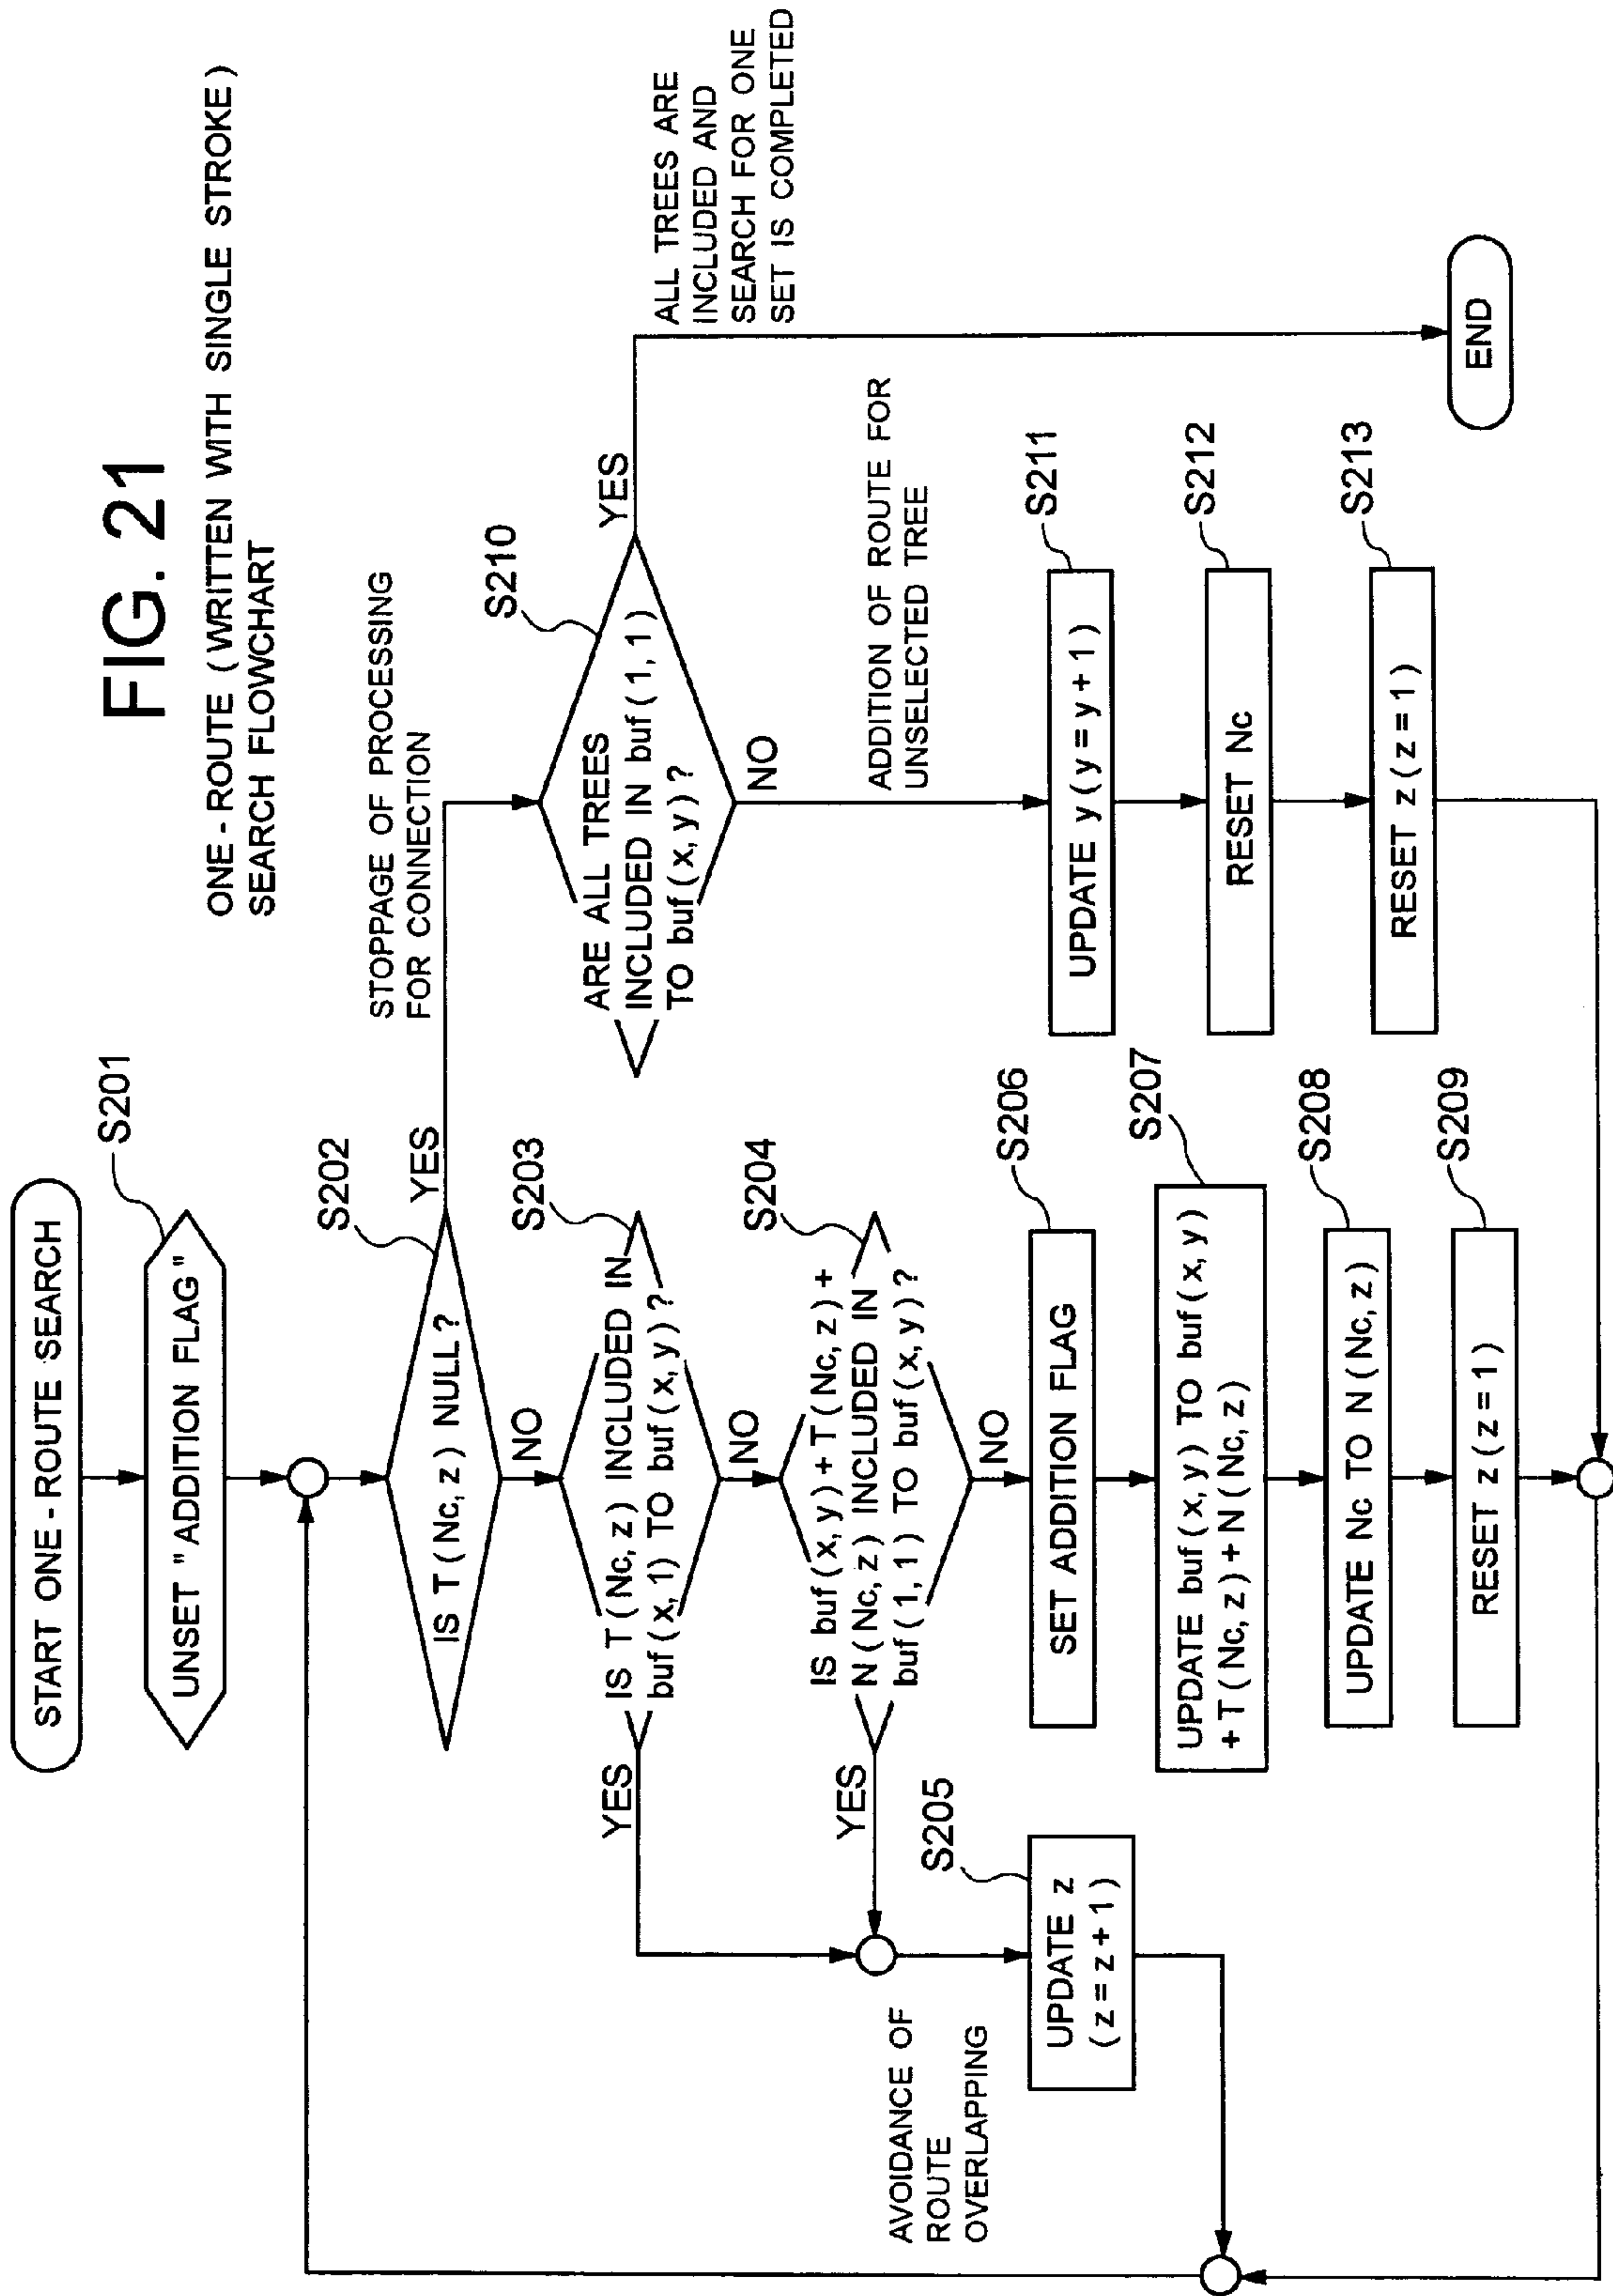 FIG. 21
ONE-ROUTE (WRITTEN WITH SINGLE STROKE)
SEARCH FLOWCHART
START ONE-ROUTE SEARCH
S201
UNSET "ADDITION FLAG"
S202
IS T(Nc, z) NULL?
YES
NO
STOPPAGE OF PROCESSING
FOR CONNECTION
S203
IS T(Nc, z) INCLUDED IN
buf(x, 1) TO buf(x, y)?
YES
NO
S204
IS buf(x, y)+T(Nc, z)+
N(Nc, z) INCLUDED IN
buf(1, 1) TO buf(x, y)?
YES
NO
AVOIDANCE OF
ROUTE
OVERLAPPING
S205
UPDATE z
(z=z+1)
S206
SET ADDITION FLAG
S207
UPDATE buf(x, y) TO buf(x, y)
+T(Nc, z)+N(Nc, z)
S208
UPDATE Nc TO N(Nc, z)
S209
RESET z(z=1)
S210
ARE ALL TREES
INCLUDED IN buf(1, 1)
TO buf(x, y)?
YES
NO
ALL TREES ARE
INCLUDED AND
SEARCH FOR ONE
SET IS COMPLETED
ADDITION OF ROUTE FOR
UNSELECTED TREE
S211
UPDATE y(y=y+1)
S212
RESET Nc
S213
RESET z(z=1)
END